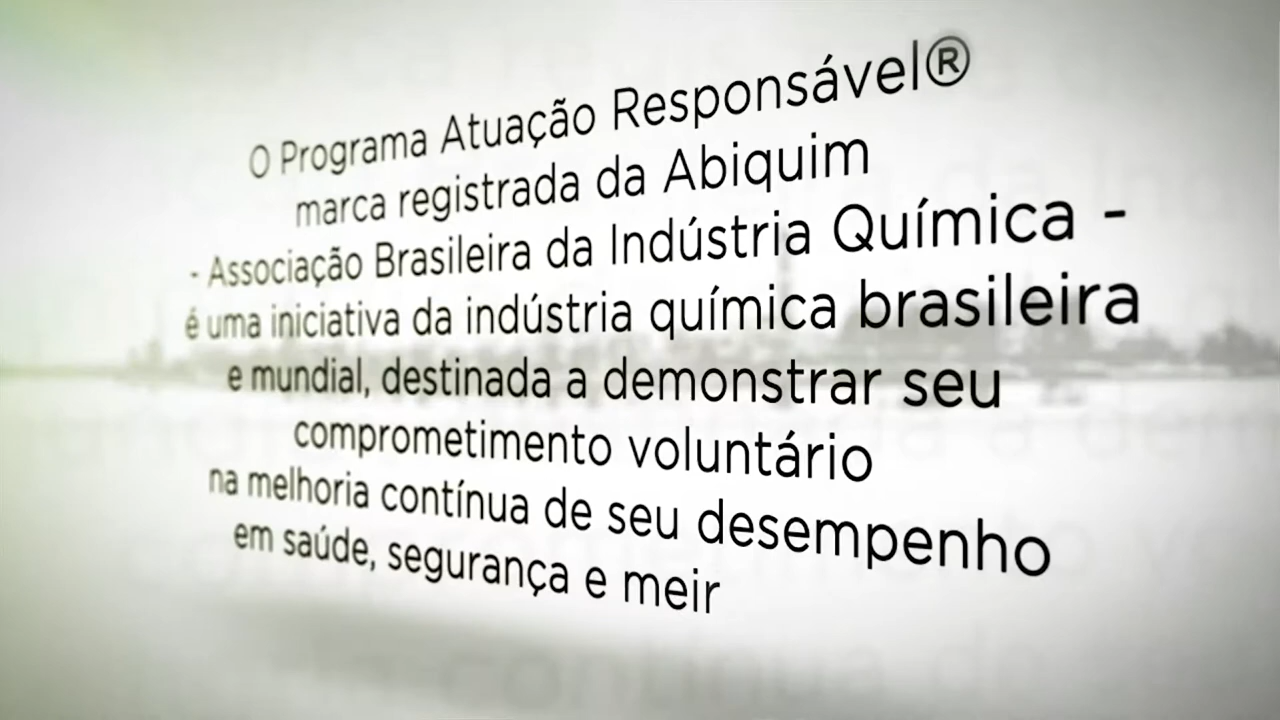 O Programa Atuação Responsável®
marca registrada da Abiquim
- Associação Brasileira da Indústria Química -
é uma iniciativa da indústria química brasileira
e mundial, destinada a demonstrar seu
comprometimento voluntário
na melhoria contínua de seu desempenho
em saúde, segurança e meir